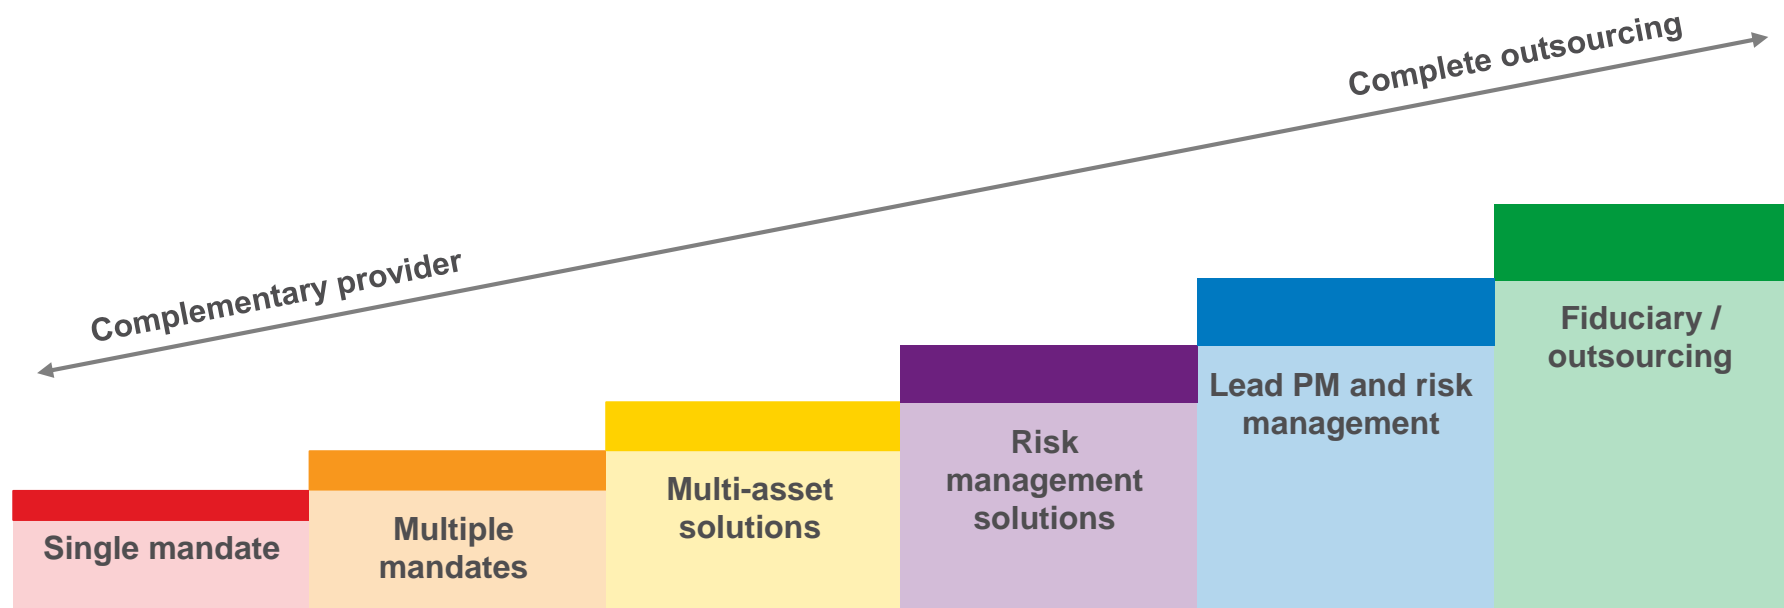 Complete outsourcing
Complementary provider
Single mandate
Multiple
mandates
Multi-asset
solutions
Risk
management
solutions
Lead PM and risk
management
Fiduciary /
outsourcing